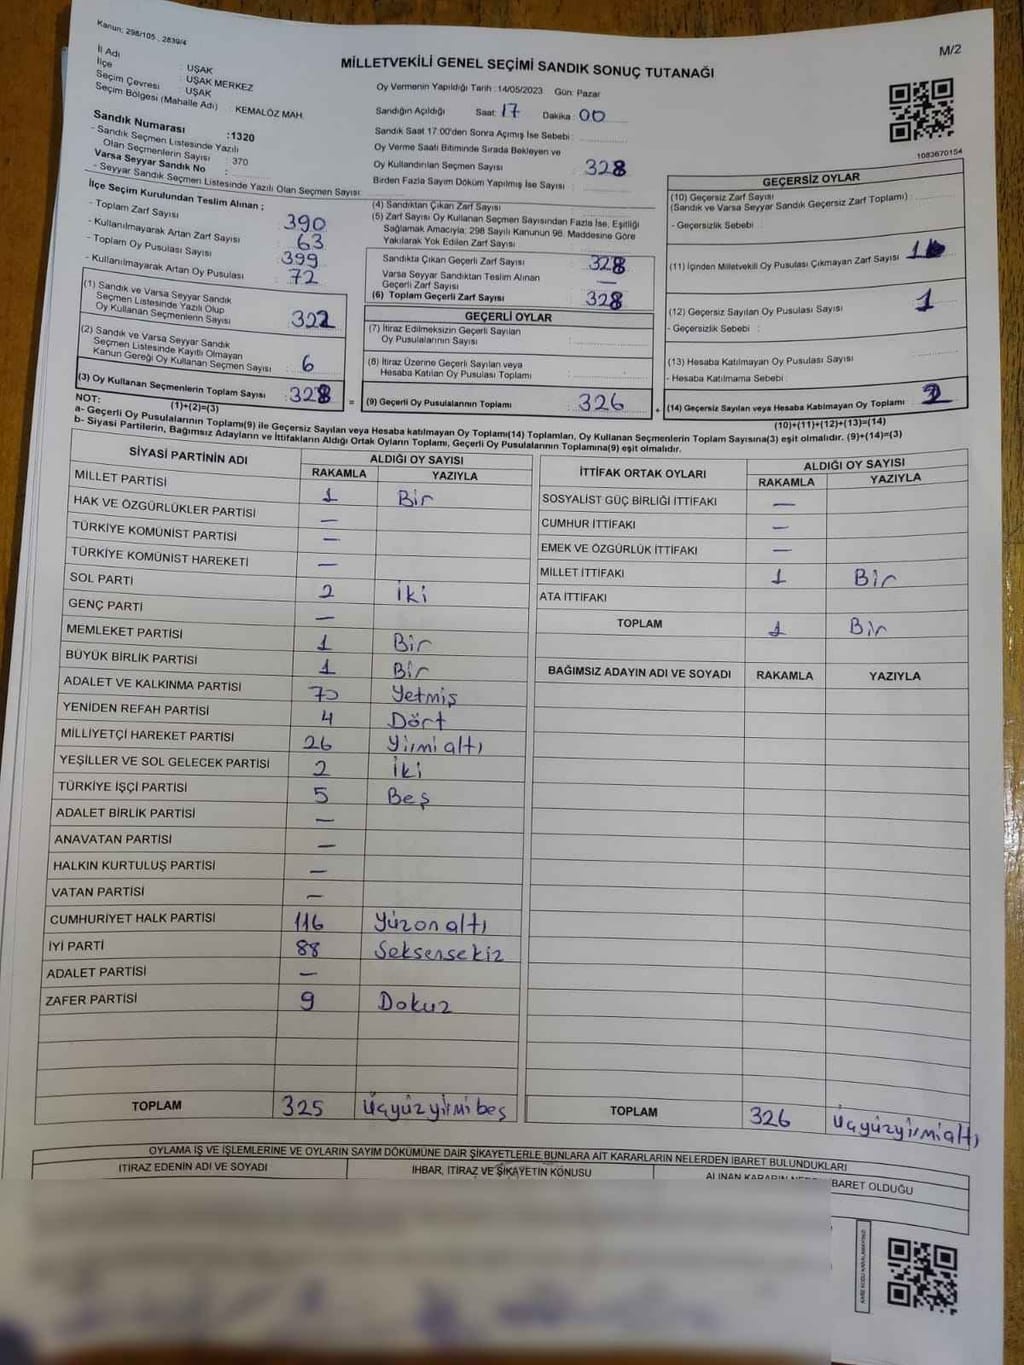 Kanun: 298/105 , 2839/4
M/2
MİLLETVEKİLİ GENEL SEÇİMİ SANDIK SONUÇ TUTANAĞI
İl Adı : UŞAK
İlçe : UŞAK MERKEZ
Seçim Çevresi : UŞAK
Seçim Bölgesi (Mahalle Adı) : KEMALÖZ MAH.
Sandık Numarası :1320
- Sandık Seçmen Listesinde Yazılı
Olan Seçmenlerin Sayısı : 370
Varsa Seyyar Sandık No :
- Seyyar Sandık Seçmen Listesinde Yazılı Olan Seçmen Sayısı:
Oy Vermenin Yapıldığı Tarih : 14/05/2023 Gün: Pazar
Sandığın Açıldığı Saat: 17 Dakika: 00
Sandık Saat 17:00'den Sonra Açımış İse Sebebi :
Oy Verme Saati Bitiminde Sırada Bekleyen ve
Oy Kullandırılan Seçmen Sayısı : 328
Birden Fazla Sayım Döküm Yapılmış İse Sayısı :
1083670154
İlçe Seçim Kurulundan Teslim Alınan ;
- Toplam Zarf Sayısı : 390
- Kullanılmayarak Artan Zarf Sayısı : 63
- Toplam Oy Pusulası Sayısı : 399
- Kullanılmayarak Artan Oy Pusulası : 72
(1) Sandık ve Varsa Seyyar Sandık
Seçmen Listesinde Yazılı Olup
Oy Kullanan Seçmenlerin Sayısı : 322
(2) Sandık ve Varsa Seyyar Sandık
Seçmen Listesinde Kayıtlı Olmayan
Kanun Gereği Oy Kullanan Seçmen Sayısı : 6
(3) Oy Kullanan Seçmenlerin Toplam Sayısı : 328
(1)+(2)=(3)
(4) Sandıktan Çıkan Zarf Sayısı :
(5) Zarf Sayısı Oy Kullanan Seçmen Sayısından Fazla İse, Eşitliği
Sağlamak Amacıyla; 298 Sayılı Kanunun 98. Maddesine Göre
Yakılarak Yok Edilen Zarf Sayısı :
Sandıkta Çıkan Geçerli Zarf Sayısı : 328
Varsa Seyyar Sandıktan Teslim Alınan
Geçerli Zarf Sayısı : —
(6) Toplam Geçerli Zarf Sayısı : 328
GEÇERLİ OYLAR
(7) İtiraz Edilmeksizin Geçerli Sayılan
Oy Pusulalarının Sayısı :
(8) İtiraz Üzerine Geçerli Sayılan veya
Hesaba Katılan Oy Pusulası Toplamı :
= (9) Geçerli Oy Pusulalarının Toplamı : 326
GEÇERSİZ OYLAR
(10) Geçersiz Zarf Sayısı
(Sandık ve Varsa Seyyar Sandık Geçersiz Zarf Toplamı) :
- Geçersizlik Sebebi :
(11) İçinden Milletvekili Oy Pusulası Çıkmayan Zarf Sayısı :
(12) Geçersiz Sayılan Oy Pusulası Sayısı : 1
- Geçersizlik Sebebi :
(13) Hesaba Katılmayan Oy Pusulası Sayısı :
- Hesaba Katılmama Sebebi :
+ (14) Geçersiz Sayılan veya Hesaba Katılmayan Oy Toplamı : 2
(10)+(11)+(12)+(13)=(14)
NOT:
a- Geçerli Oy Pusulalarının Toplamı(9) ile Geçersiz Sayılan veya Hesaba katılmayan Oy Toplamı(14) Toplamları, Oy Kullanan Seçmenlerin Toplam Sayısına(3) eşit olmalıdır. (9)+(14)=(3)
b- Siyasi Partilerin, Bağımsız Adayların ve İttifakların Aldığı Ortak Oyların Toplamı, Geçerli Oy Pusulalarının Toplamına(9) eşit olmalıdır.
SİYASİ PARTİNİN ADI ALDIĞI OY SAYISI
RAKAMLA YAZIYLA
MİLLET PARTİSİ 1 Bir
HAK VE ÖZGÜRLÜKLER PARTİSİ —
TÜRKİYE KOMÜNİST PARTİSİ —
TÜRKİYE KOMÜNİST HAREKETİ —
SOL PARTİ 2 İki
GENÇ PARTİ —
MEMLEKET PARTİSİ 1 Bir
BÜYÜK BİRLİK PARTİSİ 1 Bir
ADALET VE KALKINMA PARTİSİ 70 Yetmiş
YENİDEN REFAH PARTİSİ 4 Dört
MİLLİYETÇİ HAREKET PARTİSİ 26 Yirmi altı
YEŞİLLER VE SOL GELECEK PARTİSİ 2 İki
TÜRKİYE İŞÇİ PARTİSİ 5 Beş
ADALET BİRLİK PARTİSİ —
ANAVATAN PARTİSİ —
HALKIN KURTULUŞ PARTİSİ —
VATAN PARTİSİ —
CUMHURİYET HALK PARTİSİ 116 Yüzonaltı
İYİ PARTİ 88 Seksensekiz
ADALET PARTİSİ —
ZAFER PARTİSİ 9 Dokuz
TOPLAM 325 Üçyüzyirmi beş
İTTİFAK ORTAK OYLARI ALDIĞI OY SAYISI
RAKAMLA YAZIYLA
SOSYALİST GÜÇ BİRLİĞİ İTTİFAKI —
CUMHUR İTTİFAKI —
EMEK VE ÖZGÜRLÜK İTTİFAKI —
MİLLET İTTİFAKI 1 Bir
ATA İTTİFAKI
TOPLAM 1 Bir
BAĞIMSIZ ADAYIN ADI VE SOYADI RAKAMLA YAZIYLA
TOPLAM 326 Üçyüzyirmialtı
OYLAMA İŞ VE İŞLEMLERİNE VE OYLARIN SAYIM DÖKÜMÜNE DAİR ŞİKAYETLERLE BUNLARA AİT KARARLARIN NELERDEN İBARET BULUNDUKLARI
İTİRAZ EDENİN ADI VE SOYADI İHBAR, İTİRAZ VE ŞİKAYETİN KONUSU ALINAN KARARIN İBARET OLDUĞU